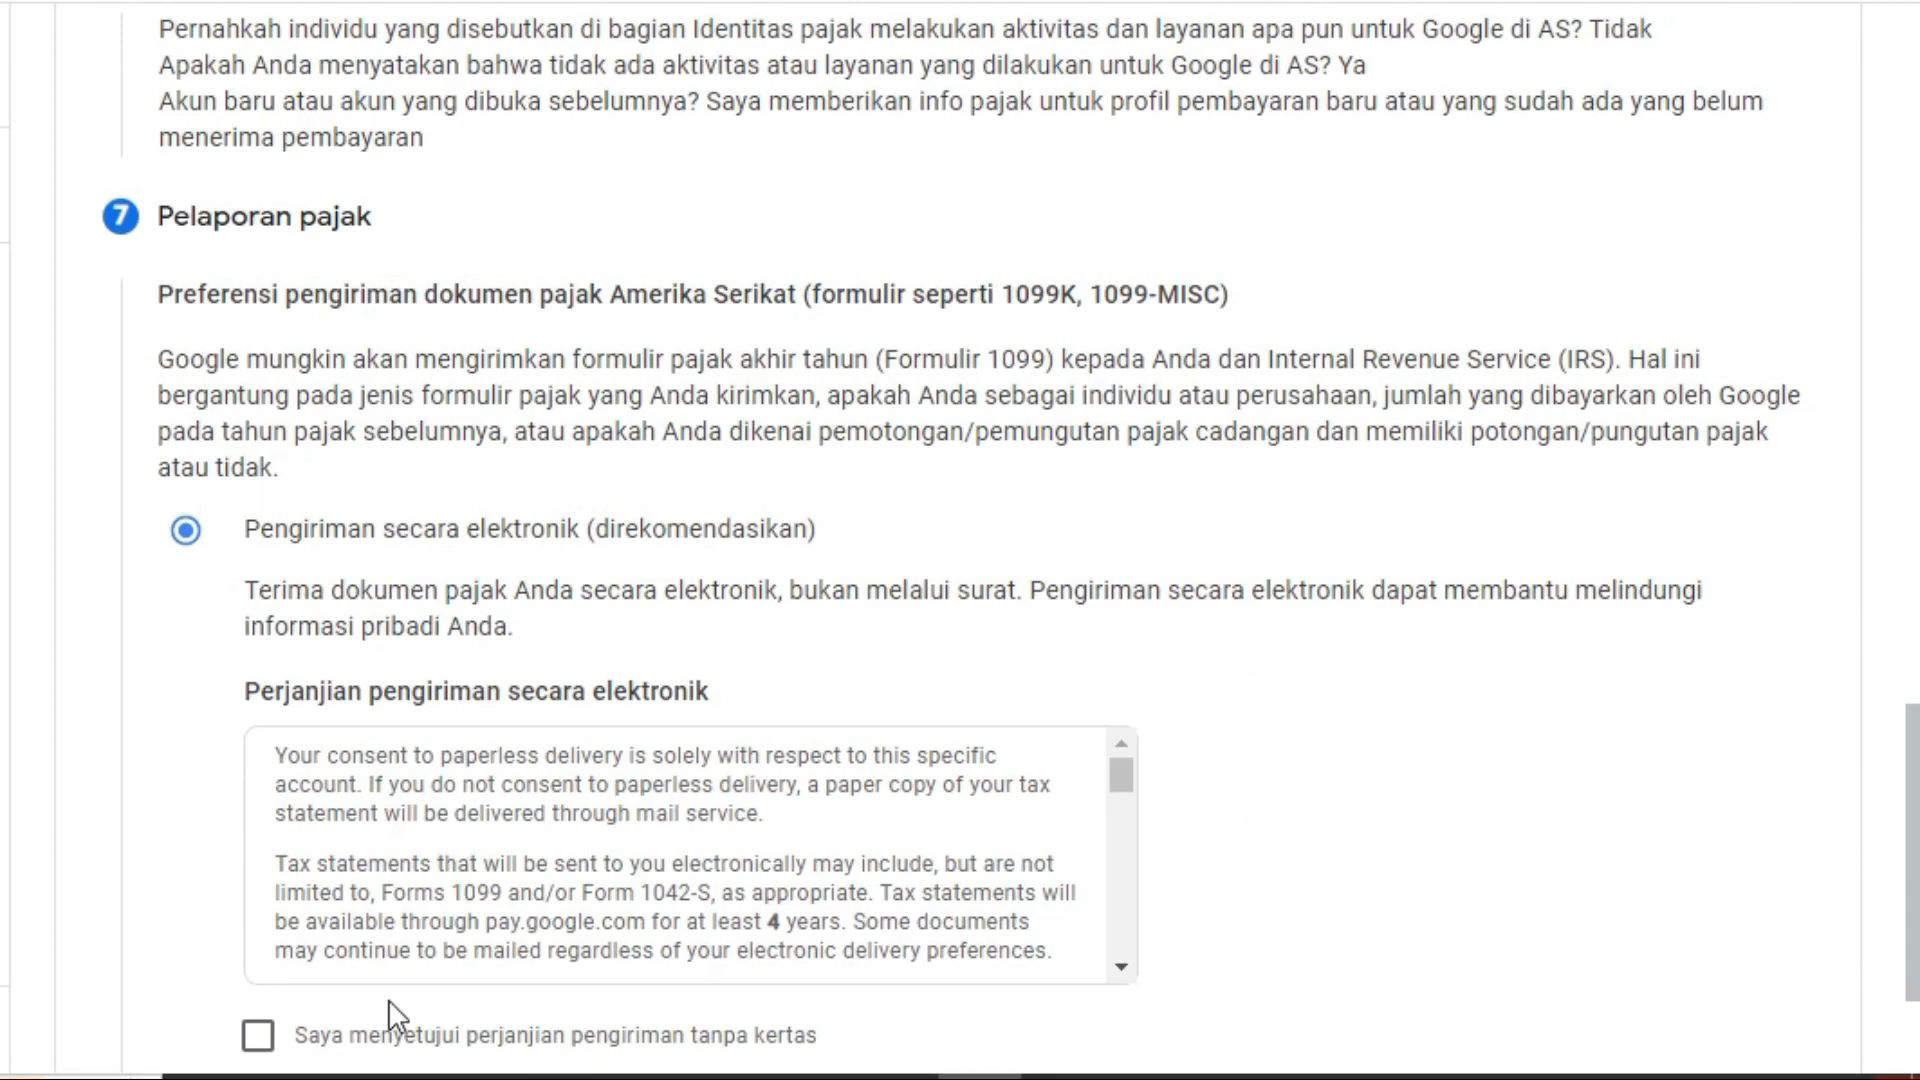 Pernahkah individu yang disebutkan di bagian Identitas pajak melakukan aktivitas dan layanan apa pun untuk Google di AS? Tidak
Apakah Anda menyatakan bahwa tidak ada aktivitas atau layanan yang dilakukan untuk Google di AS? Ya
Akun baru atau akun yang dibuka sebelumnya? Saya memberikan info pajak untuk profil pembayaran baru atau yang sudah ada yang belum
menerima pembayaran
7 Pelaporan pajak
Preferensi pengiriman dokumen pajak Amerika Serikat (formulir seperti 1099K, 1099-MISC)
Google mungkin akan mengirimkan formulir pajak akhir tahun (Formulir 1099) kepada Anda dan Internal Revenue Service (IRS). Hal ini
bergantung pada jenis formulir pajak yang Anda kirimkan, apakah Anda sebagai individu atau perusahaan, jumlah yang dibayarkan oleh Google
pada tahun pajak sebelumnya, atau apakah Anda dikenai pemotongan/pemungutan pajak cadangan dan memiliki potongan/pungutan pajak
atau tidak.
Pengiriman secara elektronik (direkomendasikan)
Terima dokumen pajak Anda secara elektronik, bukan melalui surat. Pengiriman secara elektronik dapat membantu melindungi
informasi pribadi Anda.
Perjanjian pengiriman secara elektronik
Your consent to paperless delivery is solely with respect to this specific
account. If you do not consent to paperless delivery, a paper copy of your tax
statement will be delivered through mail service.
Tax statements that will be sent to you electronically may include, but are not
limited to, Forms 1099 and/or Form 1042-S, as appropriate. Tax statements will
be available through pay.google.com for at least 4 years. Some documents
may continue to be mailed regardless of your electronic delivery preferences.
Saya menyetujui perjanjian pengiriman tanpa kertas